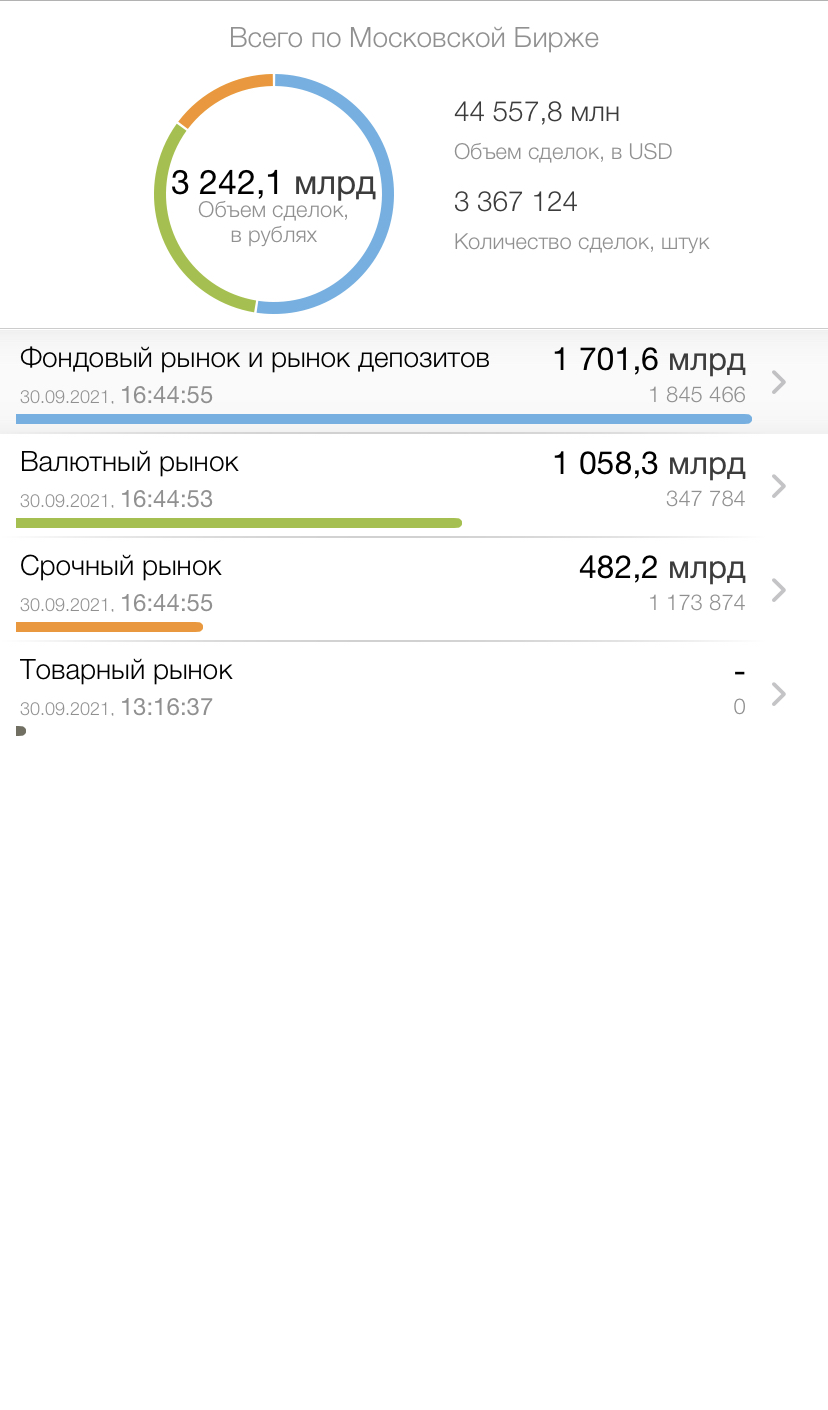 Всего по Московской Бирже
3 242,1 млрд
Объем сделок,
в рублях
44 557,8 млн
Объем сделок, в USD
3 367 124
Количество сделок, штук
Фондовый рынок и рынок депозитов 1 701,6 млрд
30.09.2021, 16:44:55 1 845 466
Валютный рынок 1 058,3 млрд
30.09.2021, 16:44:53 347 784
Срочный рынок 482,2 млрд
30.09.2021, 16:44:55 1 173 874
Товарный рынок -
30.09.2021, 13:16:37 0